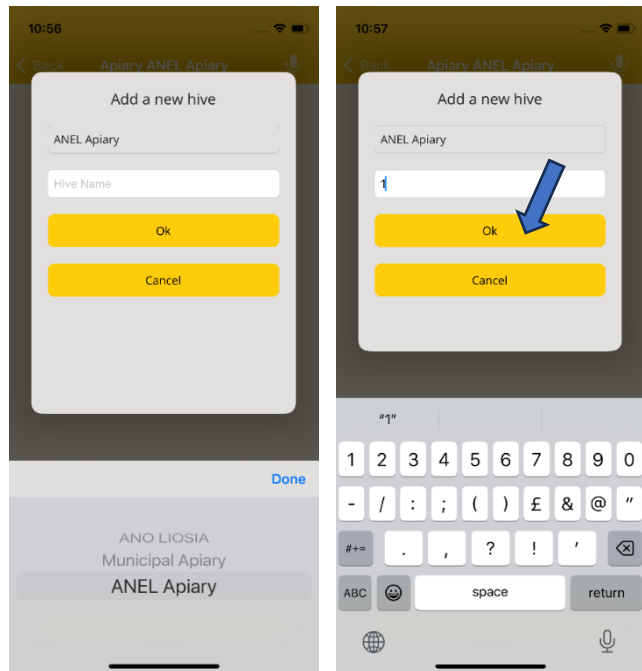 10:56
Back Apiary ANEL Apiary
Add a new hive
ANEL Apiary
Hive Name
Ok
Cancel
Done
ANO LIOSIA
Municipal Apiary
ANEL Apiary
10:57
Back Apiary ANEL Apiary
Add a new hive
ANEL Apiary
1
Ok
Cancel
"1"
1 2 3 4 5 6 7 8 9 0
- / : ; ( ) £ & @ "
#+= . , ? ! '
ABC space return